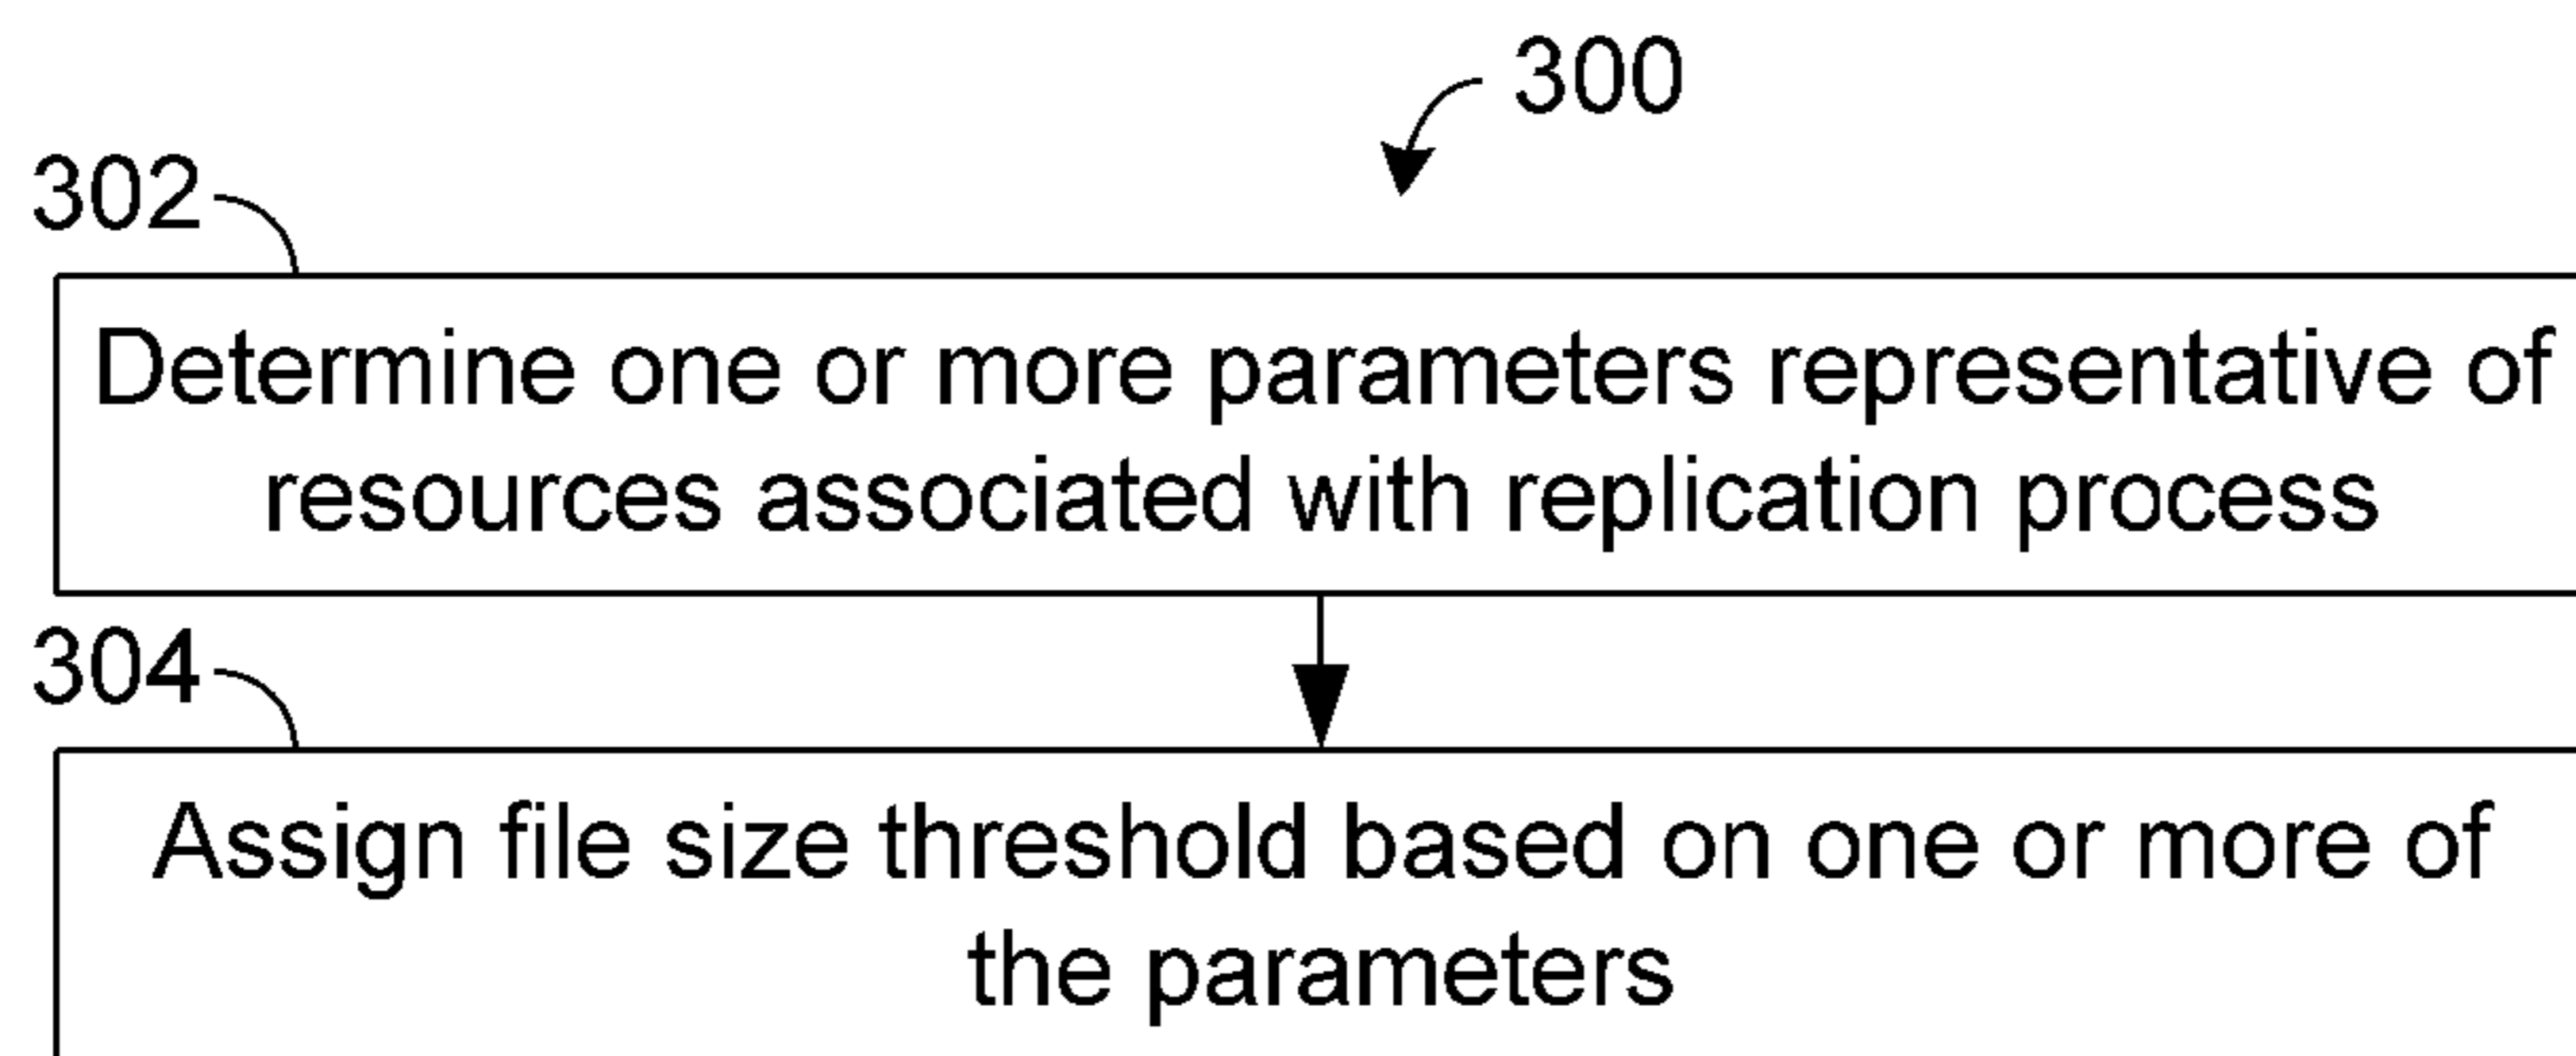 300
302
Determine one or more parameters representative of
resources associated with replication process
304
Assign file size threshold based on one or more of
the parameters